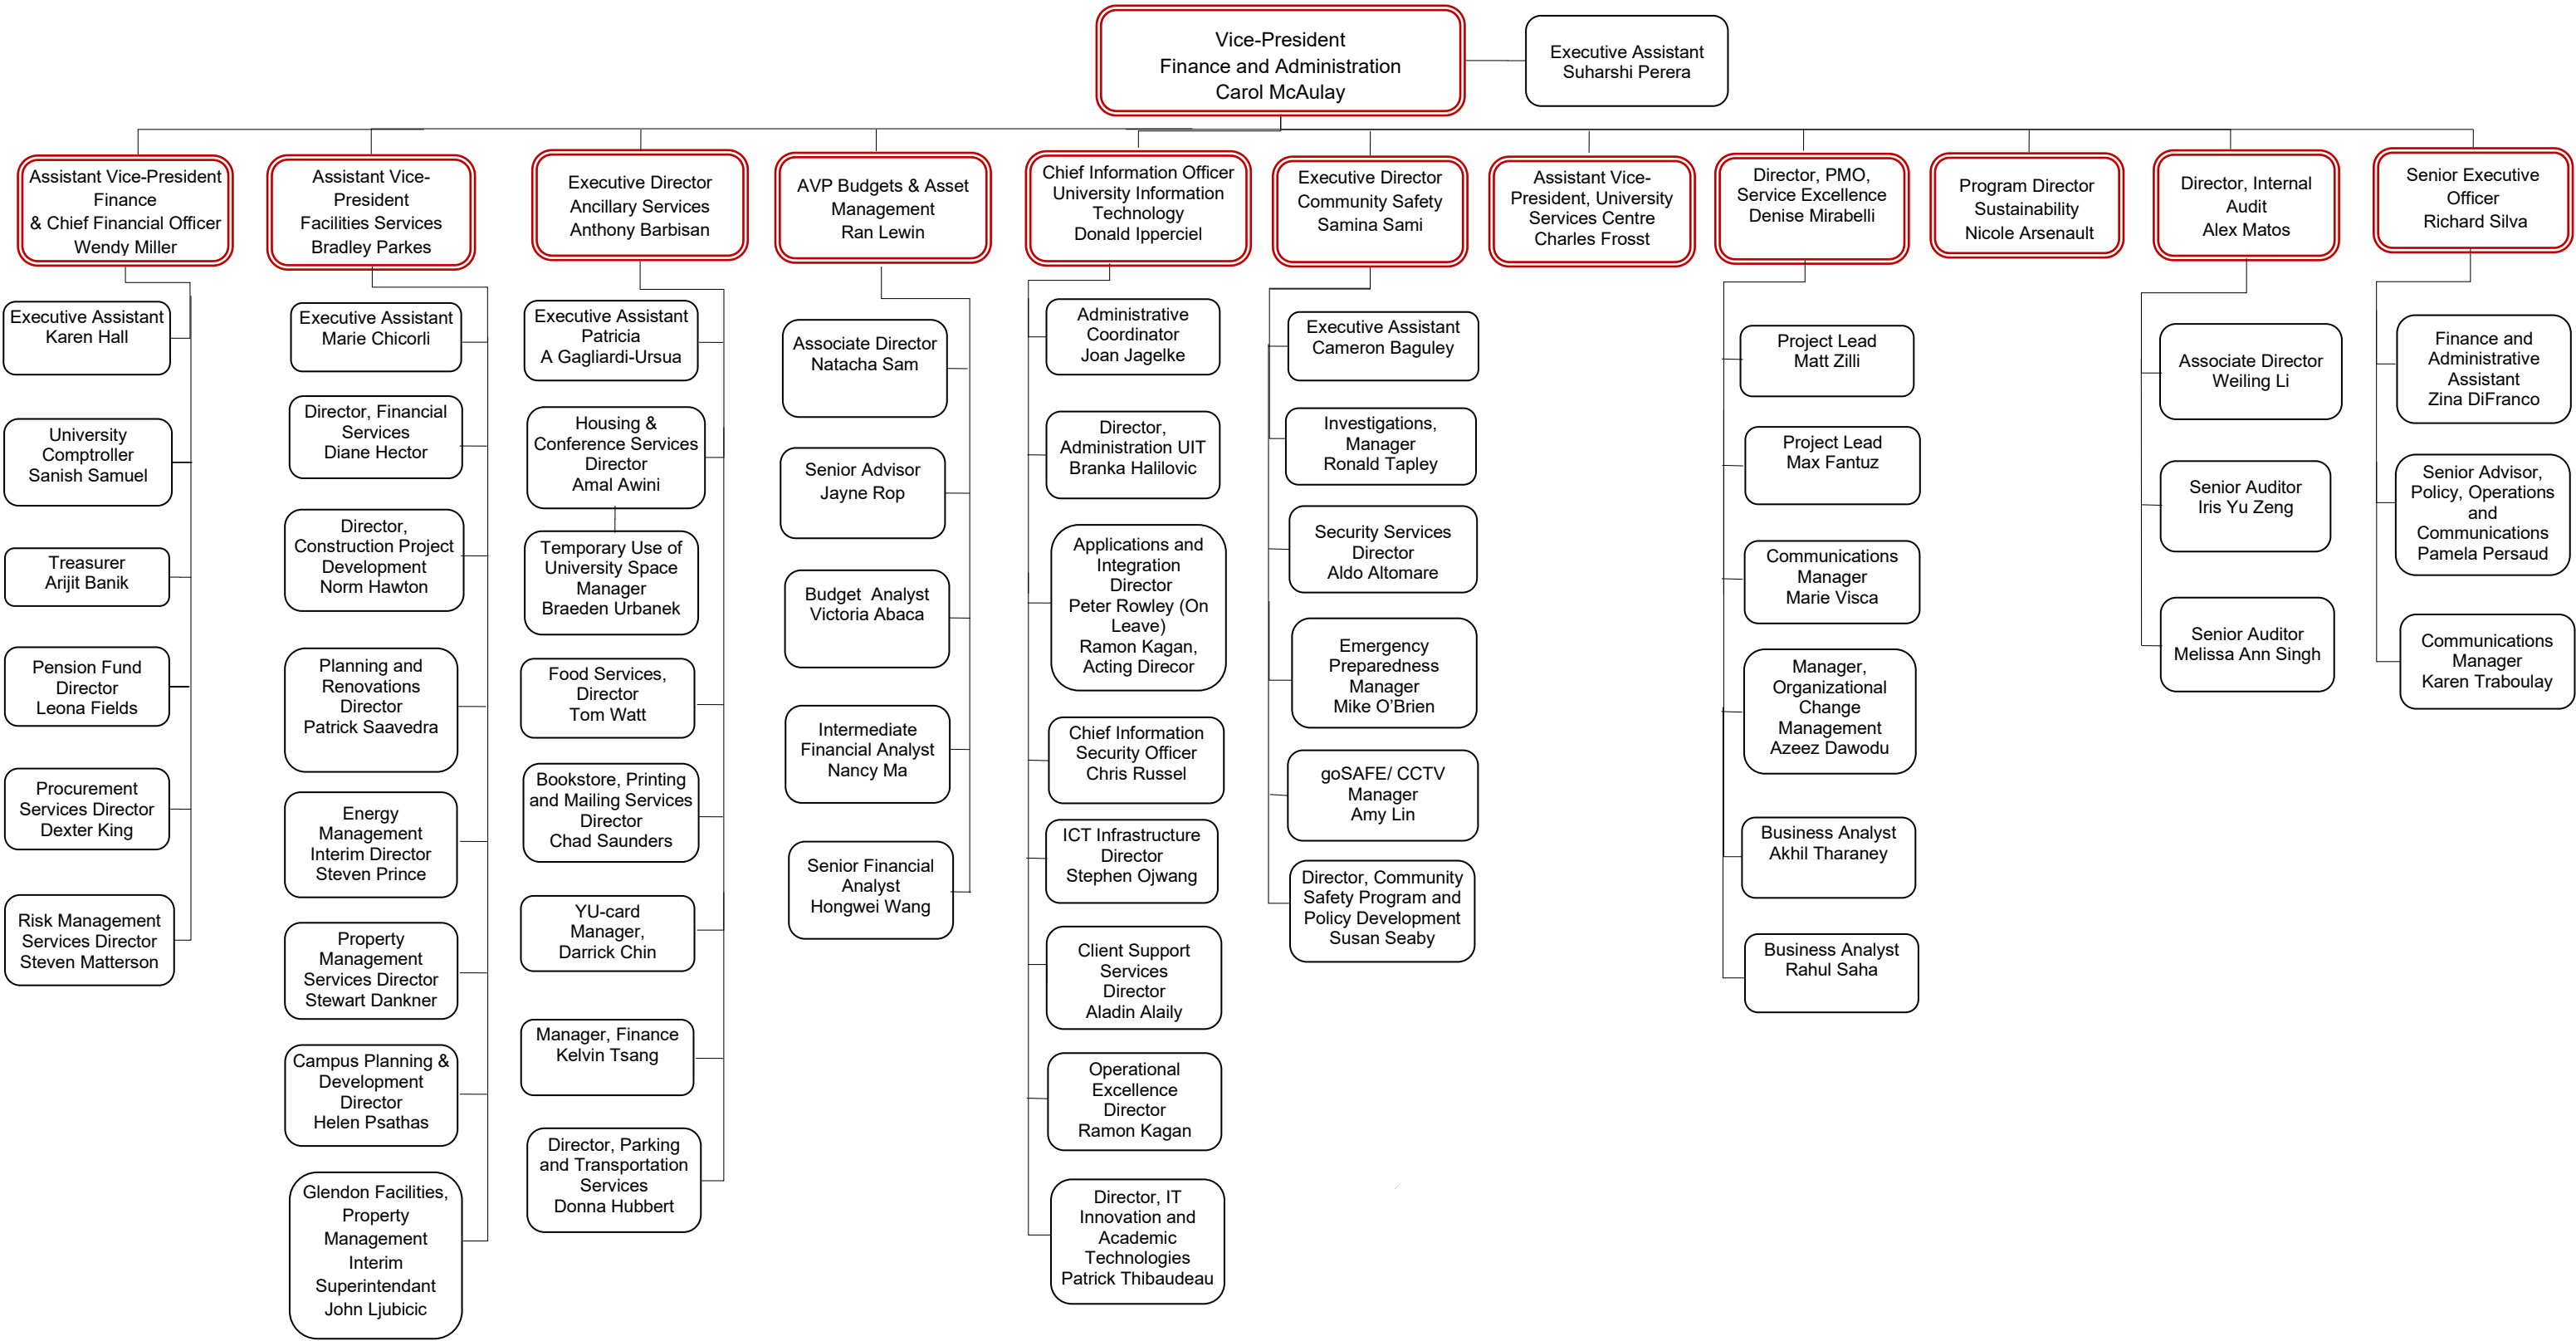 Vice-President
Finance and Administration
Carol McAulay
Executive Assistant
Suharshi Perera
Assistant Vice-President
Finance
& Chief Financial Officer
Wendy Miller
Executive Assistant
Karen Hall
University
Comptroller
Sanish Samuel
Treasurer
Arijit Banik
Pension Fund
Director
Leona Fields
Procurement
Services Director
Dexter King
Risk Management
Services Director
Steven Matterson
Assistant Vice-
President
Facilities Services
Bradley Parkes
Executive Assistant
Marie Chicorli
Director, Financial
Services
Diane Hector
Director,
Construction Project
Development
Norm Hawton
Planning and
Renovations
Director
Patrick Saavedra
Energy
Management
Interim Director
Steven Prince
Property
Management
Services Director
Stewart Dankner
Campus Planning &
Development
Director
Helen Psathas
Glendon Facilities,
Property
Management
Interim
Superintendant
John Ljubicic
Executive Director
Ancillary Services
Anthony Barbisan
Executive Assistant
Patricia
A Gagliardi-Ursua
Housing &
Conference Services
Director
Amal Awini
Temporary Use of
University Space
Manager
Braeden Urbanek
Food Services,
Director
Tom Watt
Bookstore, Printing
and Mailing Services
Director
Chad Saunders
YU-card
Manager,
Darrick Chin
Manager, Finance
Kelvin Tsang
Director, Parking
and Transportation
Services
Donna Hubbert
AVP Budgets & Asset
Management
Ran Lewin
Associate Director
Natacha Sam
Senior Advisor
Jayne Rop
Budget Analyst
Victoria Abaca
Intermediate
Financial Analyst
Nancy Ma
Senior Financial
Analyst
Hongwei Wang
Chief Information Officer
University Information
Technology
Donald Ipperciel
Administrative
Coordinator
Joan Jagelke
Director,
Administration UIT
Branka Halilovic
Applications and
Integration
Director
Peter Rowley (On
Leave)
Ramon Kagan,
Acting Direcor
Chief Information
Security Officer
Chris Russel
ICT Infrastructure
Director
Stephen Ojwang
Client Support
Services
Director
Aladin Alaily
Operational
Excellence
Director
Ramon Kagan
Director, IT
Innovation and
Academic
Technologies
Patrick Thibaudeau
Executive Director
Community Safety
Samina Sami
Executive Assistant
Cameron Baguley
Investigations,
Manager
Ronald Tapley
Security Services
Director
Aldo Altomare
Emergency
Preparedness
Manager
Mike O’Brien
goSAFE/ CCTV
Manager
Amy Lin
Director, Community
Safety Program and
Policy Development
Susan Seaby
Assistant Vice-
President, University
Services Centre
Charles Frosst
Director, PMO,
Service Excellence
Denise Mirabelli
Project Lead
Matt Zilli
Project Lead
Max Fantuz
Communications
Manager
Marie Visca
Manager,
Organizational
Change
Management
Azeez Dawodu
Business Analyst
Akhil Tharaney
Business Analyst
Rahul Saha
Program Director
Sustainability
Nicole Arsenault
Director, Internal
Audit
Alex Matos
Associate Director
Weiling Li
Senior Auditor
Iris Yu Zeng
Senior Auditor
Melissa Ann Singh
Senior Executive
Officer
Richard Silva
Finance and
Administrative
Assistant
Zina DiFranco
Senior Advisor,
Policy, Operations
and
Communications
Pamela Persaud
Communications
Manager
Karen Traboulay